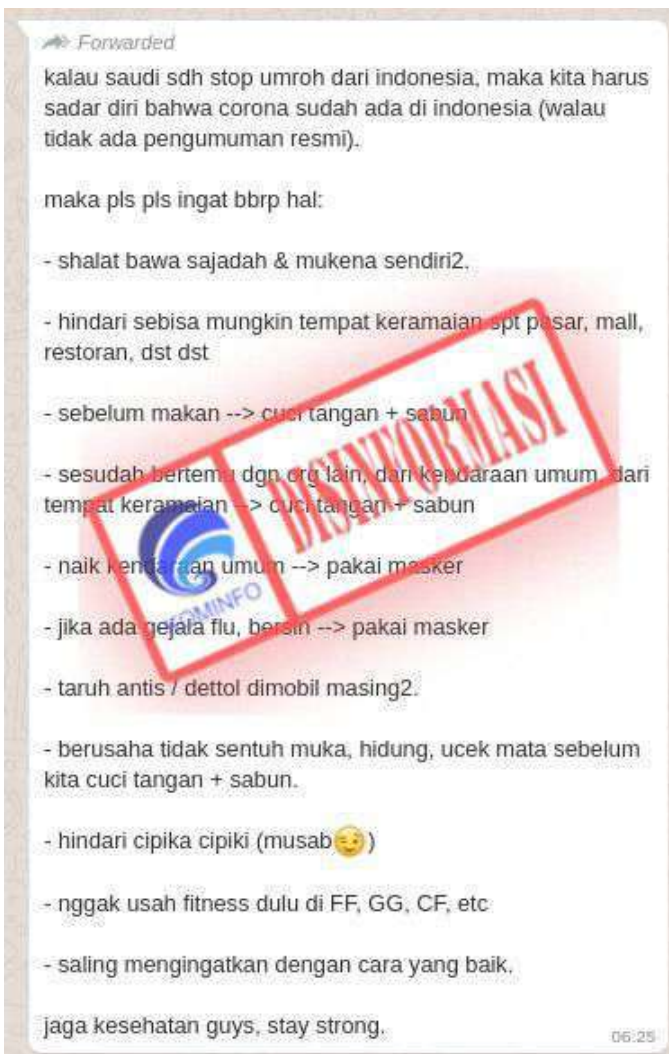 Forwarded
kalau saudi sdh stop umroh dari indonesia, maka kita harus
sadar diri bahwa corona sudah ada di indonesia (walau
tidak ada pengumuman resmi).
maka pls pls ingat bbrp hal:
- shalat bawa sajadah & mukena sendiri2.
- hindari sebisa mungkin tempat keramaian spt pasar, mall,
restoran, dst dst
- sebelum makan --> cuci tangan + sabun
- sesudah bertemu dgn org lain, dari kendaraan umum, dari
tempat keramaian --> cuci tangan + sabun
- naik kendaraan umum --> pakai masker
- jika ada gejala flu, bersin --> pakai masker
- taruh antis / dettol dimobil masing2.
- berusaha tidak sentuh muka, hidung, ucek mata sebelum
kita cuci tangan + sabun.
- hindari cipika cipiki (musab😉)
- nggak usah fitness dulu di FF, GG, CF, etc
- saling mengingatkan dengan cara yang baik.
jaga kesehatan guys, stay strong.
06.25
KOMINFO
DISINFORMASI